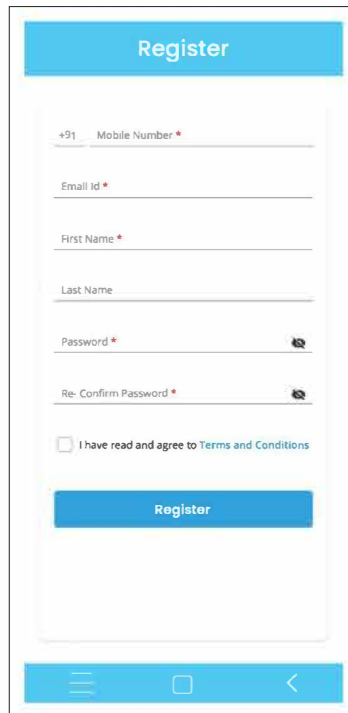 Register
+91 Mobile Number *
Email Id *
First Name *
Last Name
Password *
Re- Confirm Password *
I have read and agree to Terms and Conditions
Register